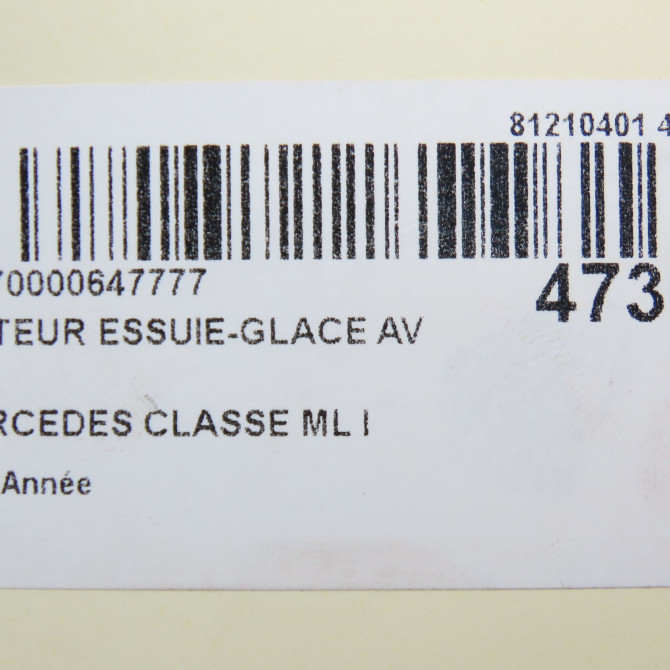 81210401 4
70000647777
473
TEUR ESSUIE-GLACE AV
RCEDES CLASSE ML I
Année